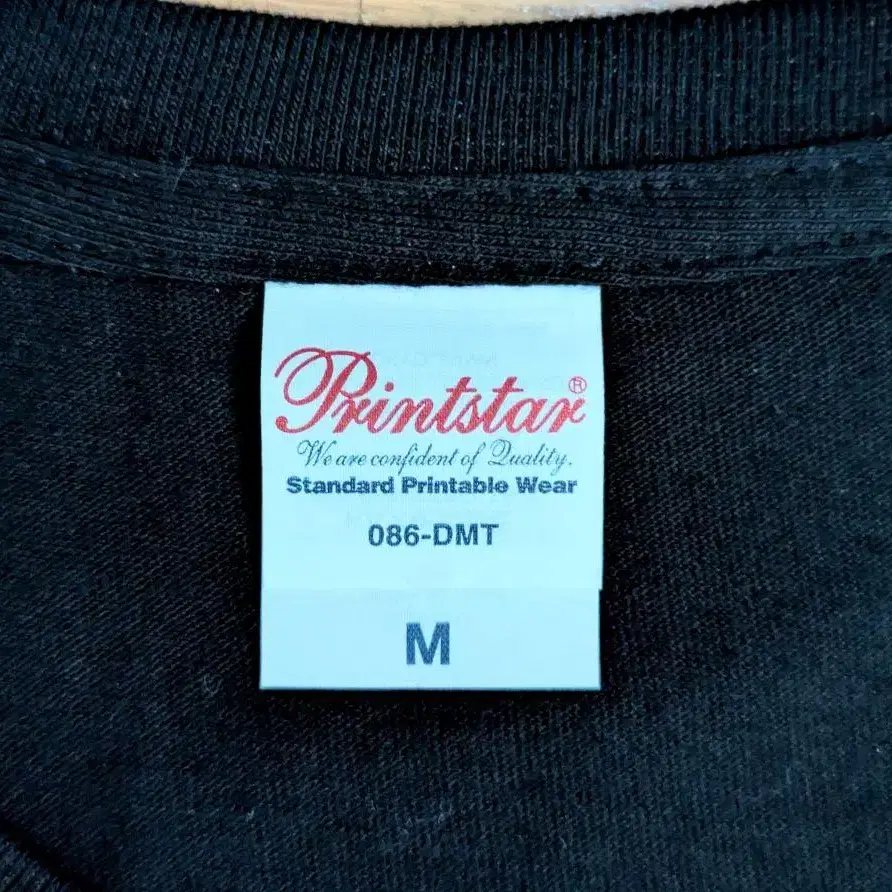 Printstar®
We are confident of Quality.
Standard Printable Wear
086-DMT
M